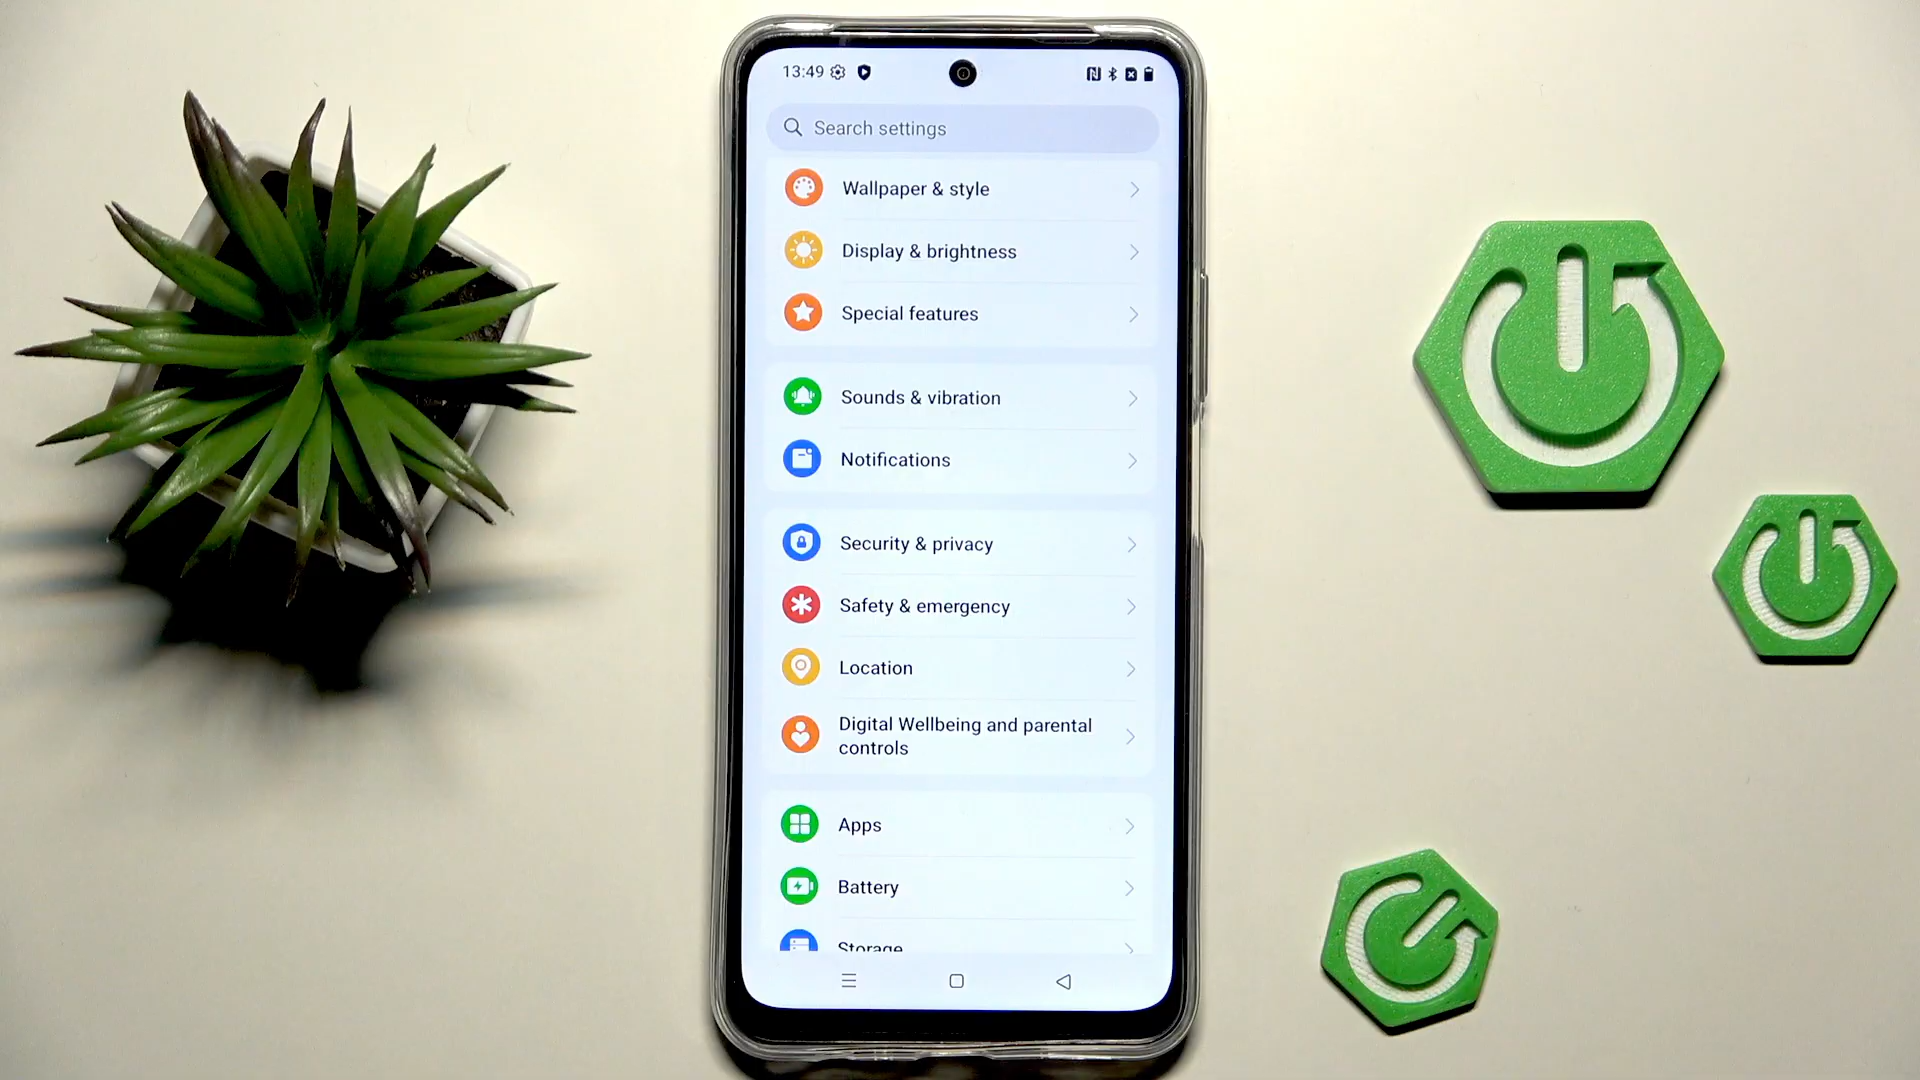 13:49
Search settings
Wallpaper & style
Display & brightness
Special features
Sounds & vibration
Notifications
Security & privacy
Safety & emergency
Location
Digital Wellbeing and parental
controls
Apps
Battery
Storage